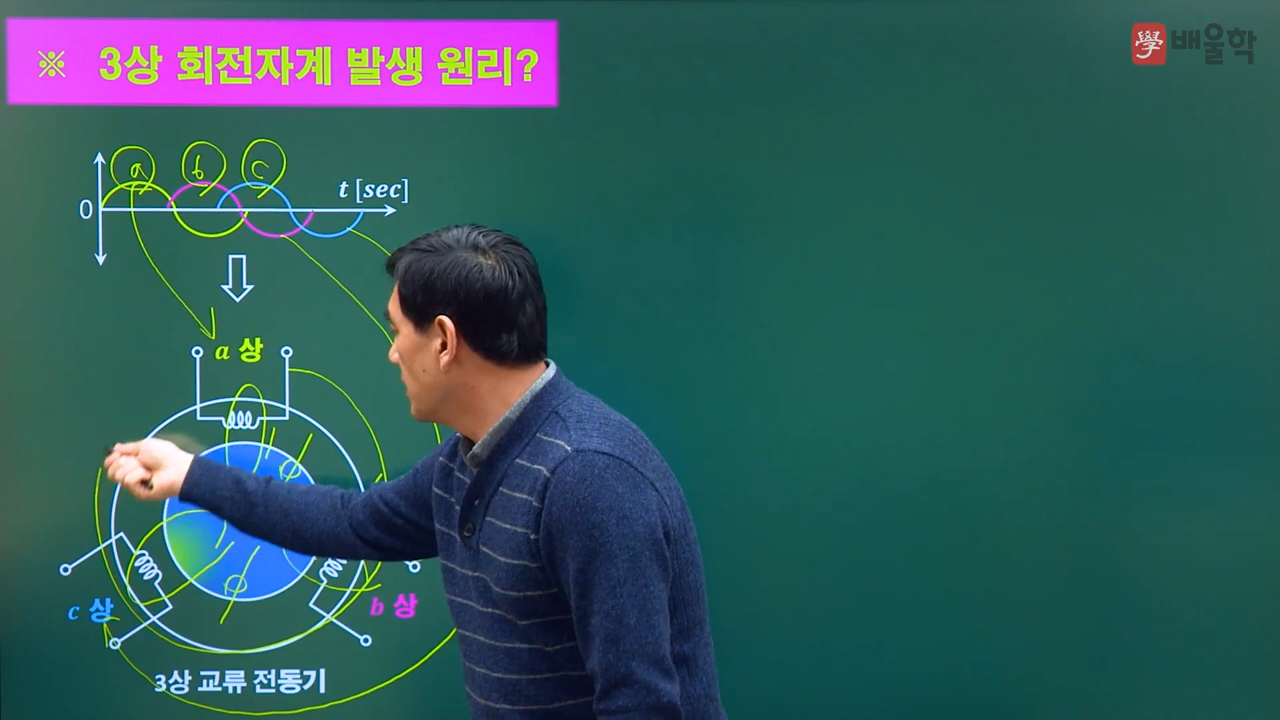 ※ 3상 회전자계 발생 원리?
學 배울학
a b c
t [sec]
0
a 상
c 상
b 상
3상 교류 전동기